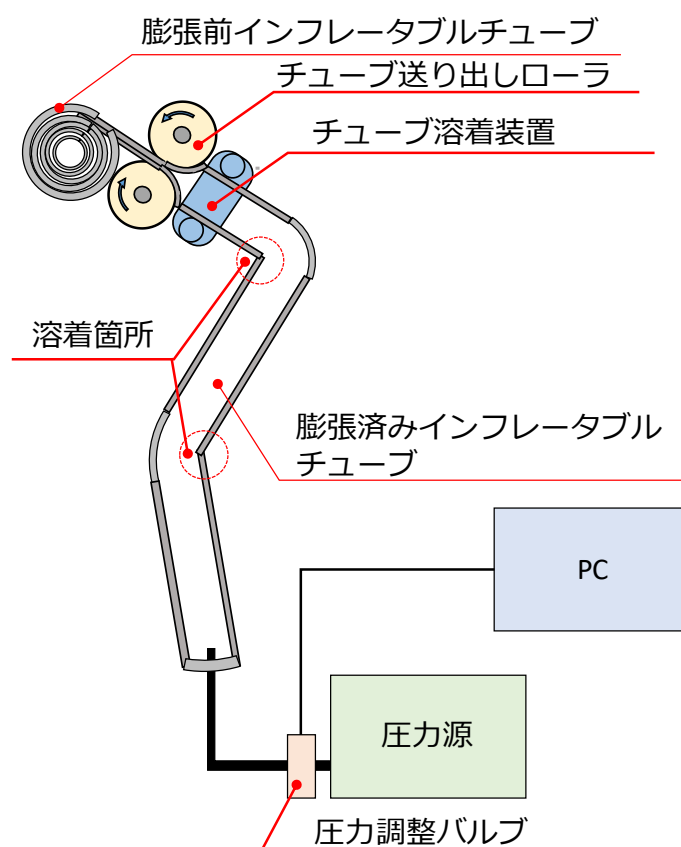 膨張前インフレータブルチューブ
チューブ送り出しローラ
チューブ溶着装置
溶着箇所
膨張済みインフレータブル
チューブ
PC
圧力源
圧力調整バルブ